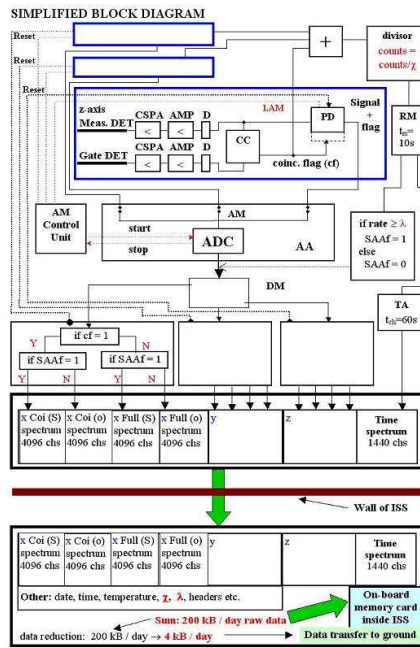 SIMPLIFIED BLOCK DIAGRAM
Reset
Reset
Reset
+
divisor
counts =
counts/χ
z-axis
Meas. DET
CSPA
AMP
D
LAM
PD
Signal
+
flag
<
<
CC
Gate DET
CSPA
AMP
D
<
<
coinc. flag (cf)
RM
tcs=
10s
AM
Control
Unit
start
stop
AM
ADC
AA
if rate ≥ λ
SAAf = 1
else
SAAf = 0
DM
TA
tch=60s
if cf = 1
Y
N
if SAAf = 1
if SAAf = 1
Y
N
Y
N
x Coi (S)
spectrum
4096 chs
x Coi (o)
spectrum
4096 chs
x Full (S)
spectrum
4096 chs
x Full (o)
spectrum
4096 chs
y
z
Time
spectrum
1440 chs
Wall of ISS
x Coi (S)
spectrum
4096 chs
x Coi (o)
spectrum
4096 chs
x Full (S)
spectrum
4096 chs
x Full (o)
spectrum
4096 chs
y
z
Time
spectrum
1440 chs
Other: date, time, temperature, χ, λ, headers etc.
Sum: 200 kB / day raw data
data reduction: 200 kB / day → 4 kB / day
On-board
memory card
inside ISS
Data transfer to ground